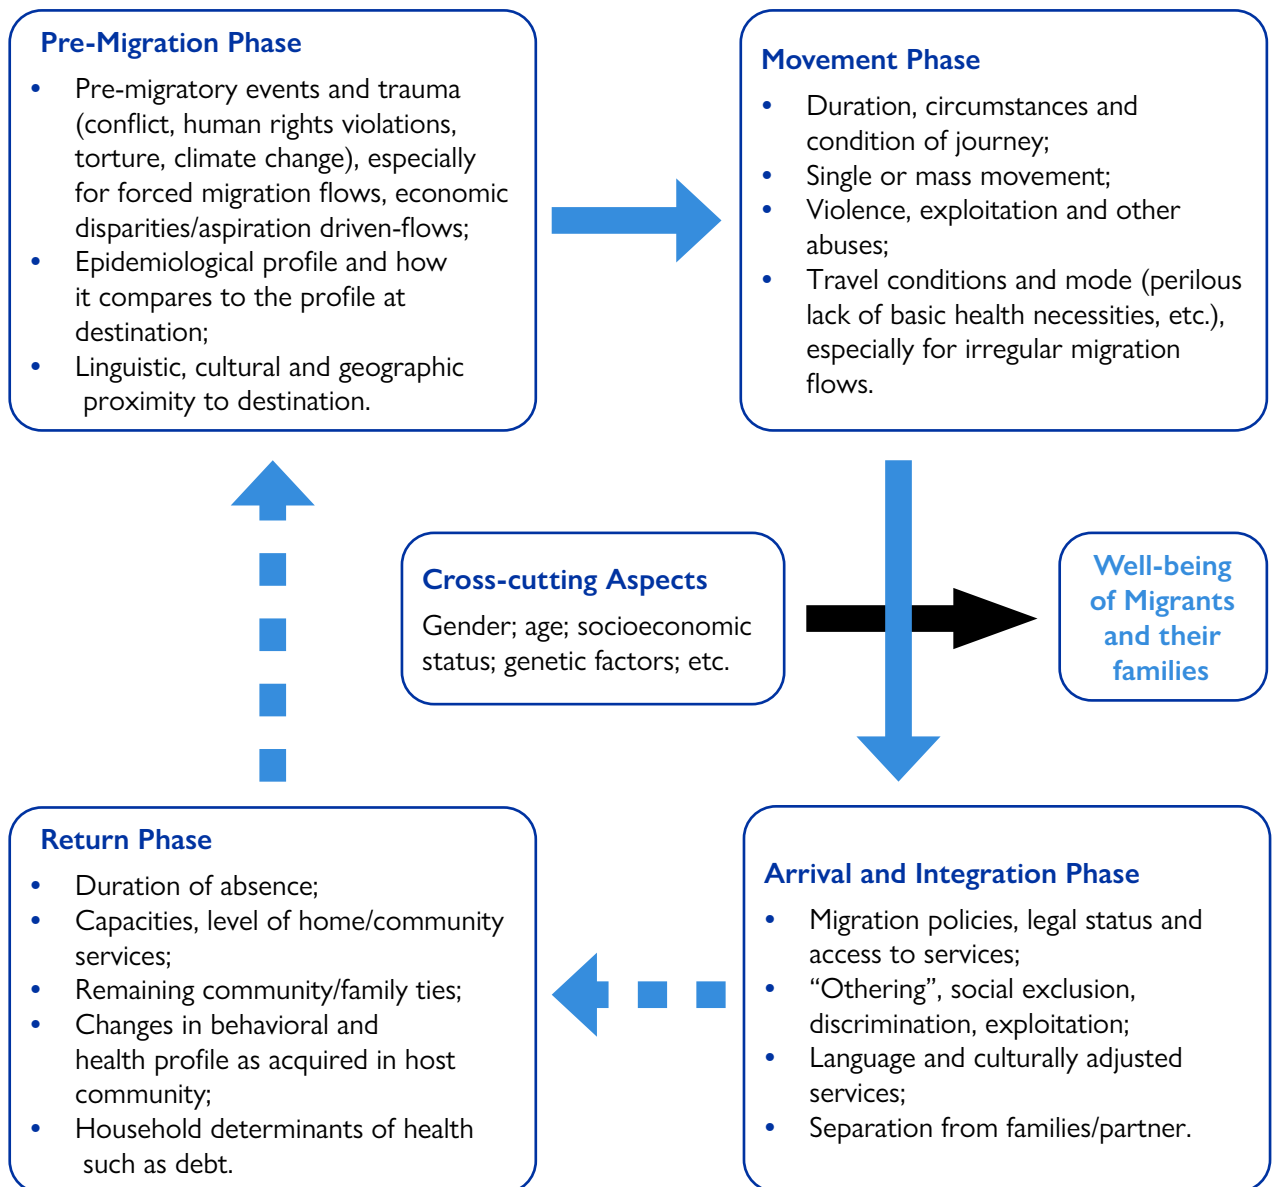 Pre-Migration Phase
• Pre-migratory events and trauma
(conflict, human rights violations,
torture, climate change), especially
for forced migration flows, economic
disparities/aspiration driven-flows;
• Epidemiological profile and how
it compares to the profile at
destination;
• Linguistic, cultural and geographic
proximity to destination.
Movement Phase
• Duration, circumstances and
condition of journey;
• Single or mass movement;
• Violence, exploitation and other
abuses;
• Travel conditions and mode (perilous
lack of basic health necessities, etc.),
especially for irregular migration
flows.
Cross-cutting Aspects
Gender; age; socioeconomic
status; genetic factors; etc.
Well-being
of Migrants
and their
families
Return Phase
• Duration of absence;
• Capacities, level of home/community
services;
• Remaining community/family ties;
• Changes in behavioral and
health profile as acquired in host
community;
• Household determinants of health
such as debt.
Arrival and Integration Phase
• Migration policies, legal status and
access to services;
• “Othering”, social exclusion,
discrimination, exploitation;
• Language and culturally adjusted
services;
• Separation from families/partner.